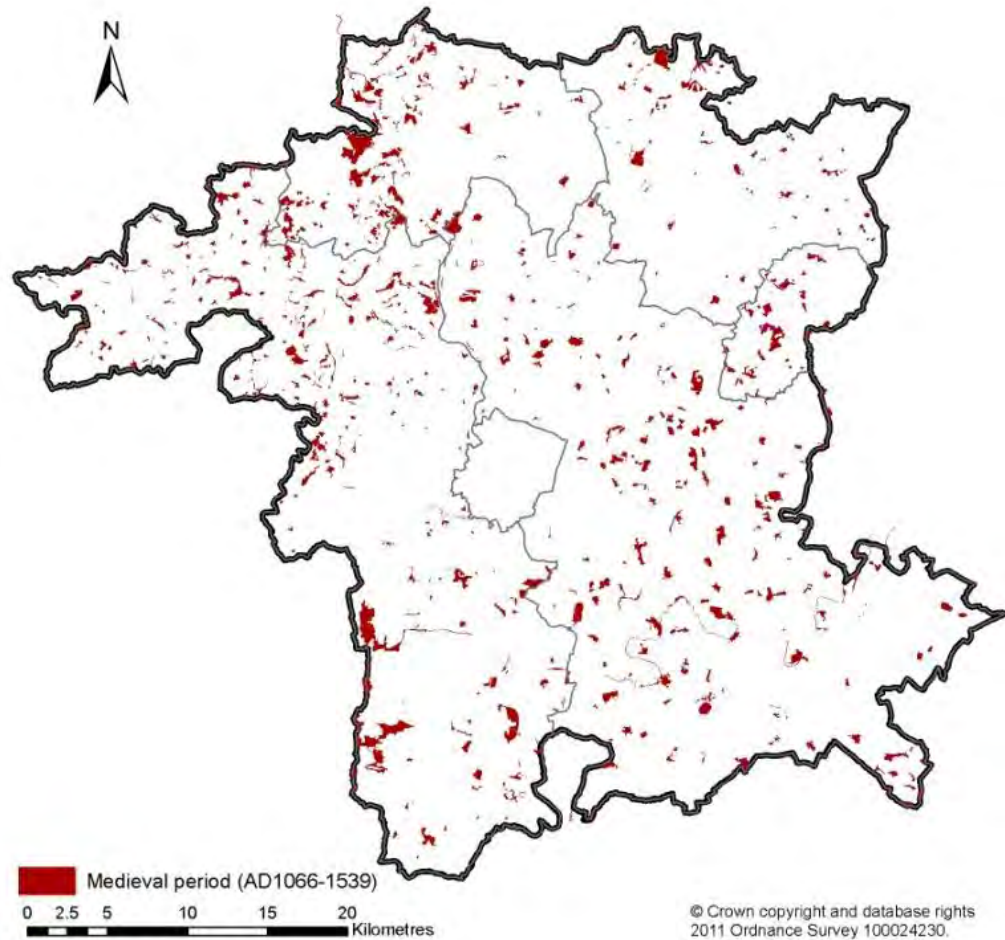 N
Medieval period (AD1066-1539)
0 2.5 5 10 15 20
Kilometres
© Crown copyright and database rights
2011 Ordnance Survey 100024230.